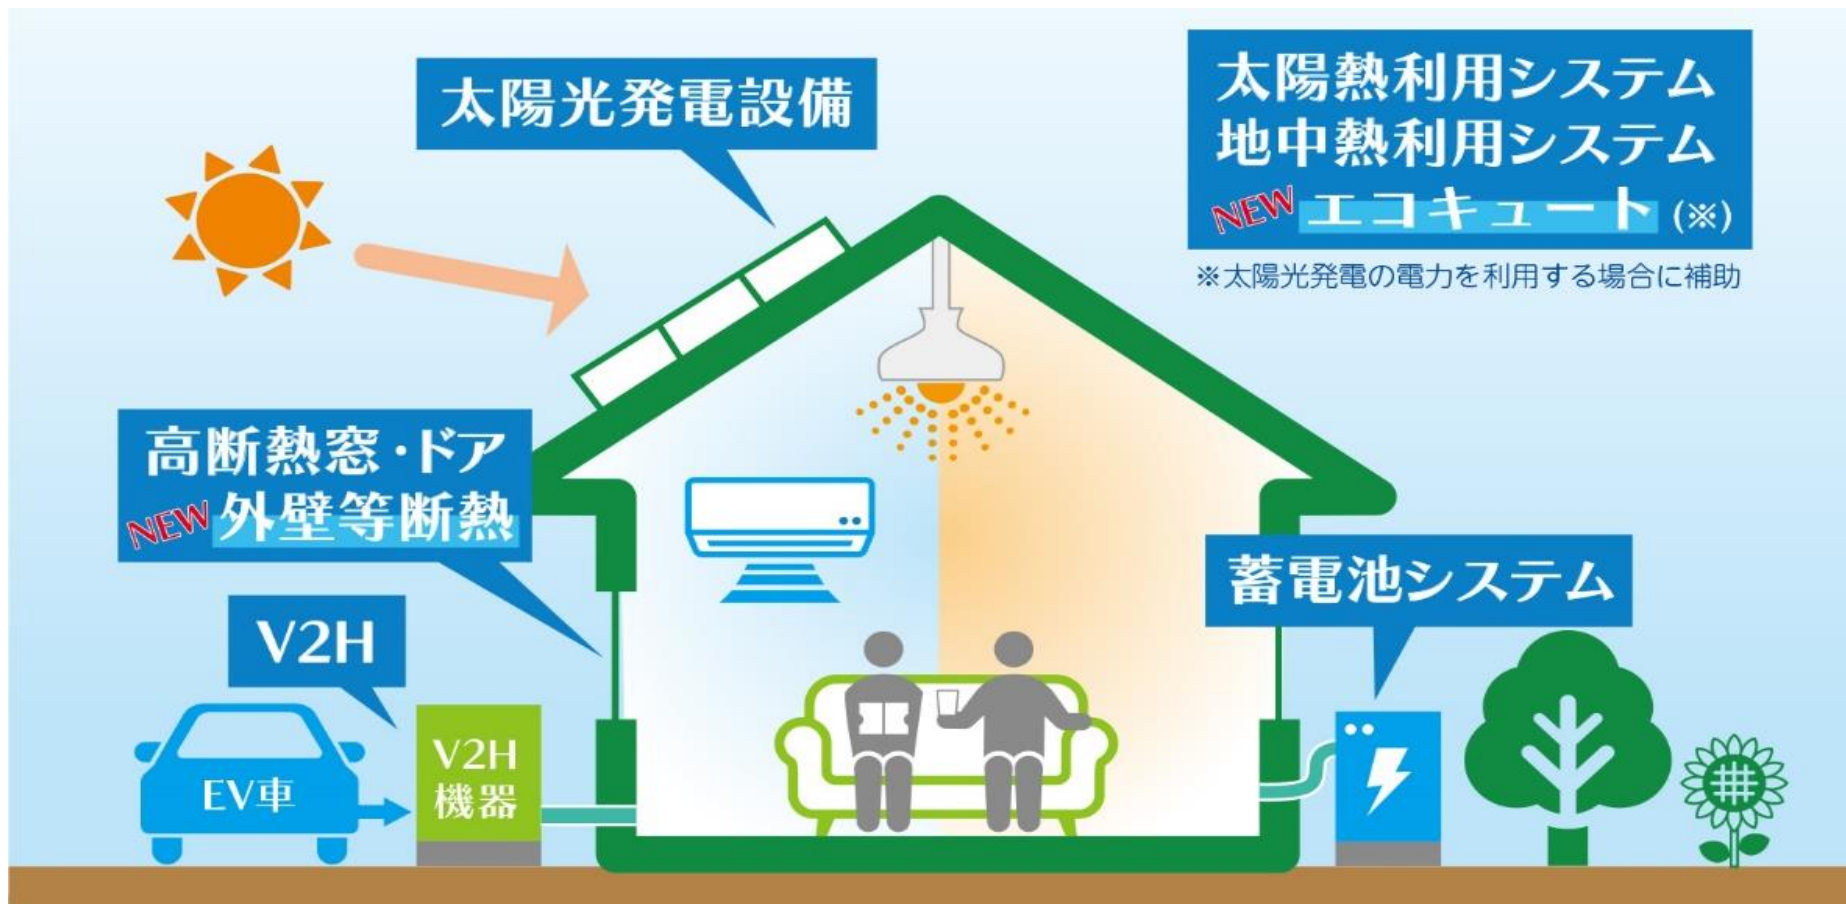 太陽光発電設備
太陽熱利用システム
地中熱利用システム
NEW エコキュート (※)
※太陽光発電の電力を利用する場合に補助
高断熱窓・ドア
NEW 外壁等断熱
V2H
蓄電池システム
EV車
V2H
機器